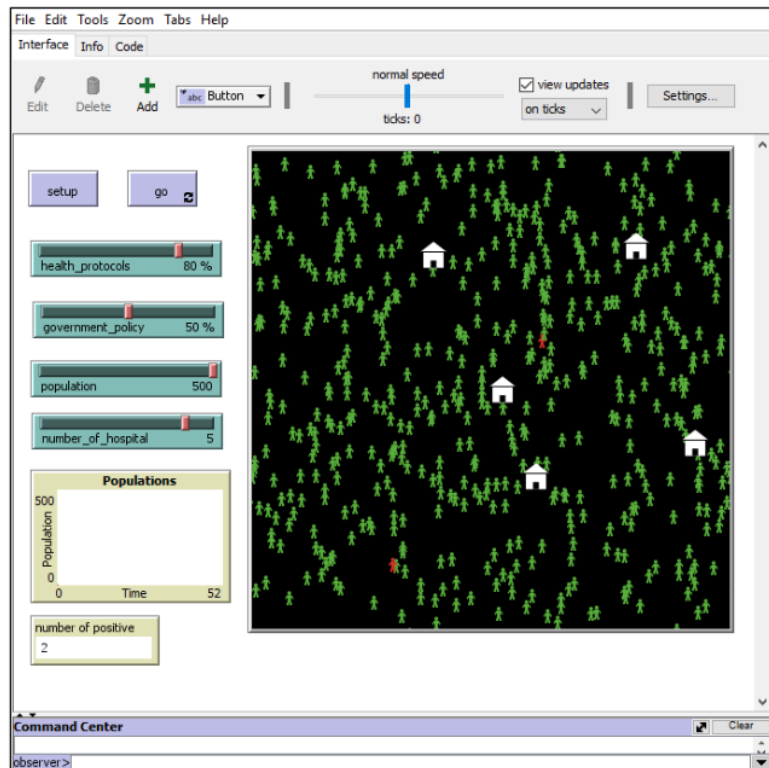 File Edit Tools Zoom Tabs Help
Interface Info Code
normal speed
view updates
Edit Delete Add abc Button
ticks: 0
on ticks
Settings...
setup go
health_protocols 80 %
government_policy 50 %
population 500
number_of_hospital 5
Populations
500
Population
0
0 Time 52
number of positive
2
Command Center Clear
observer>